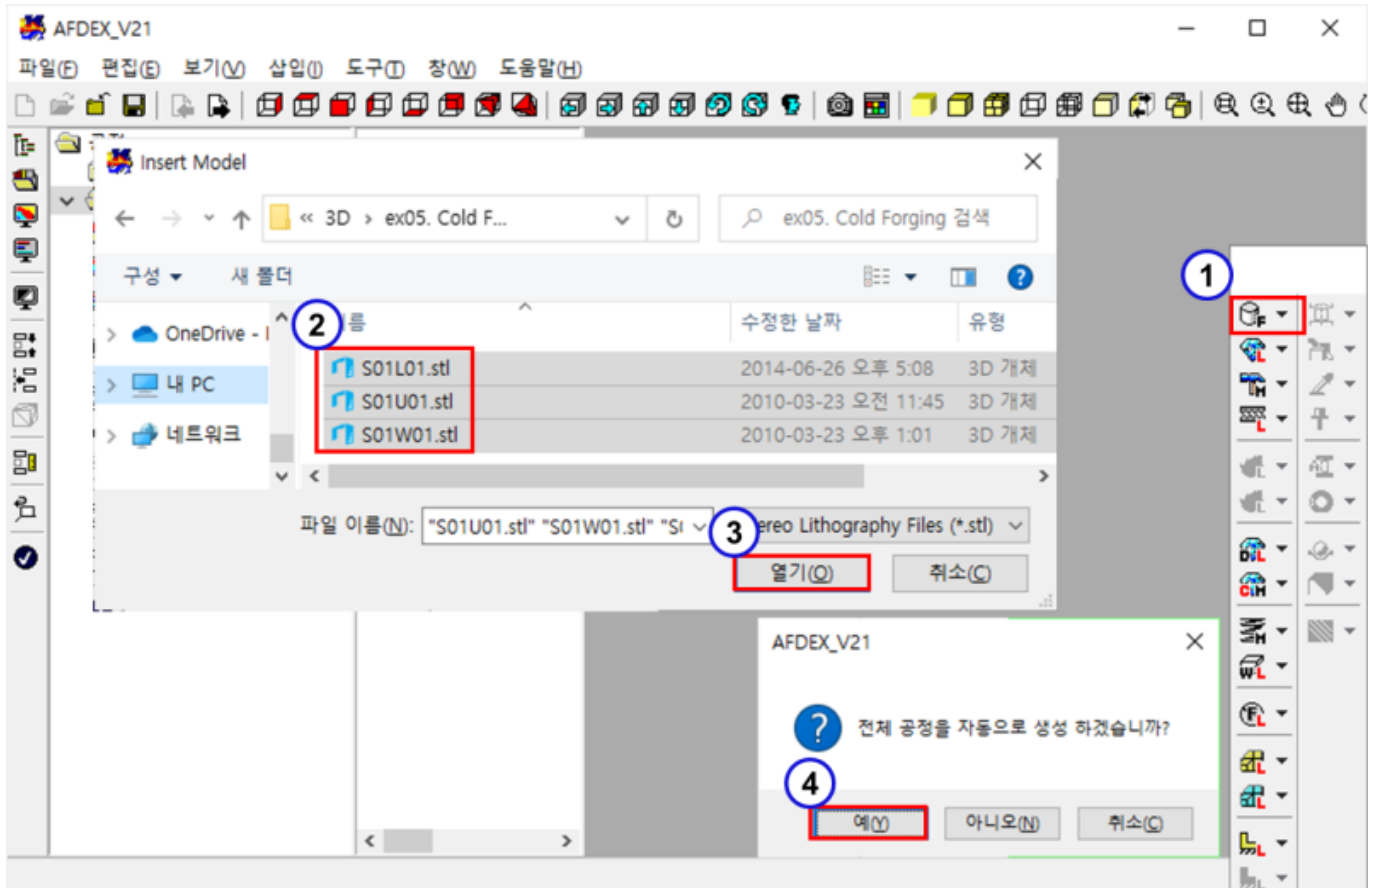 AFDEX_V21
파일(F) 편집(E) 보기(V) 삽입(I) 도구(T) 창(W) 도움말(H)
Insert Model
« 3D › ex05. Cold F...
ex05. Cold Forging 검색
구성 새 폴더
1
2
수정한 날짜 유형
OneDrive -
내 PC
네트워크
S01L01.stl 2014-06-26 오후 5:08 3D 개체
S01U01.stl 2010-03-23 오전 11:45 3D 개체
S01W01.stl 2010-03-23 오후 1:01 3D 개체
파일 이름(N): "S01U01.stl" "S01W01.stl"
3
ereo Lithography Files (*.stl)
열기(O) 취소(C)
AFDEX_V21
전체 공정을 자동으로 생성 하겠습니까?
4
예(Y) 아니오(N) 취소(C)